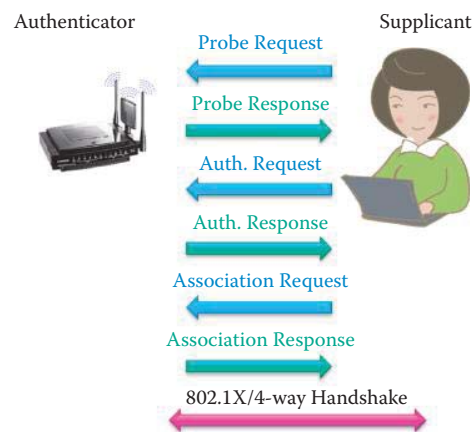 Authenticator
Supplicant
Probe Request
Probe Response
Auth. Request
Auth. Response
Association Request
Association Response
802.1X/4-way Handshake